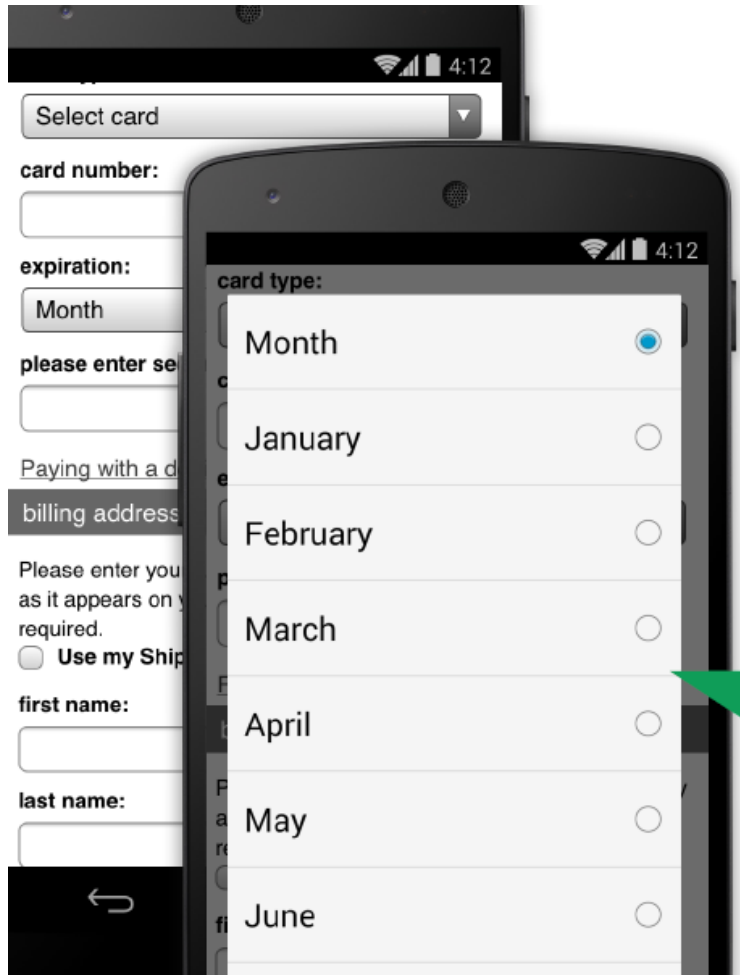 4:12
Select card
card number:
expiration:
Month
please enter se
Paying with a d
billing address
Please enter you
as it appears on
required.
Use my Ship
first name:
last name:
4:12
card type:
Month
January
February
March
April
May
June